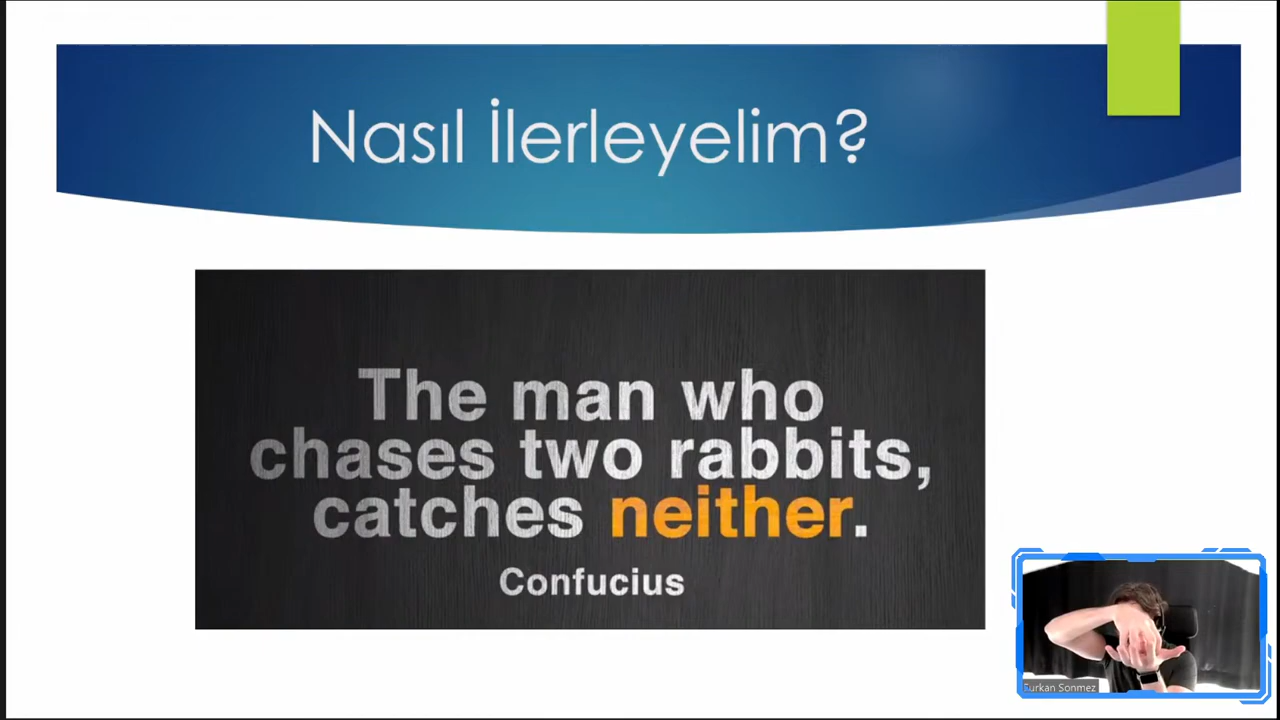 Nasıl İlerleyelim?
The man who
chases two rabbits,
catches neither.
Confucius
Furkan Sonmez